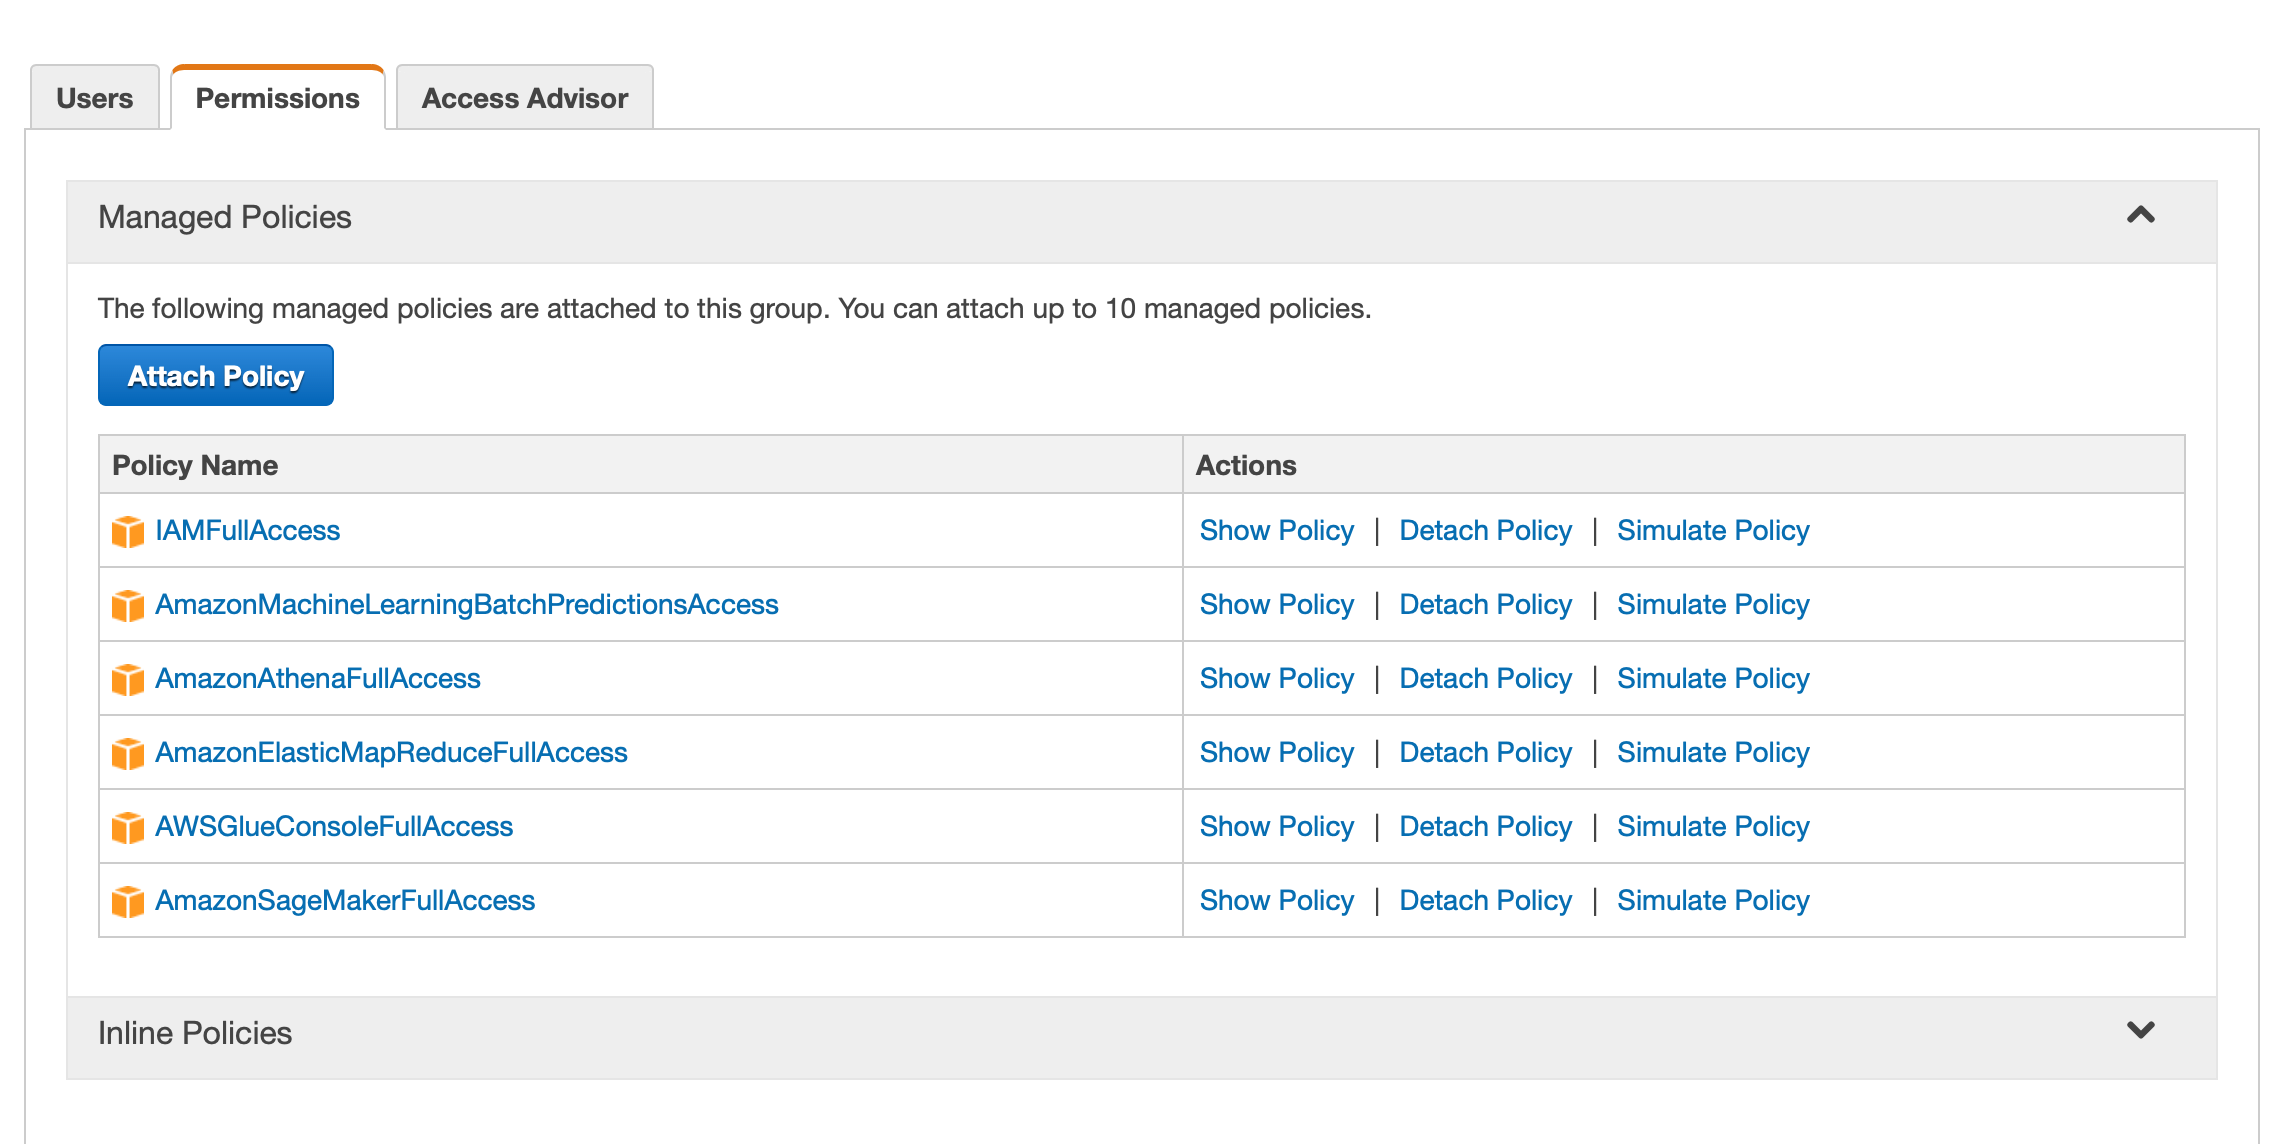 Users Permissions Access Advisor
Managed Policies
The following managed policies are attached to this group. You can attach up to 10 managed policies.
Attach Policy
Policy Name Actions
IAMFullAccess Show Policy | Detach Policy | Simulate Policy
AmazonMachineLearningBatchPredictionsAccess Show Policy | Detach Policy | Simulate Policy
AmazonAthenaFullAccess Show Policy | Detach Policy | Simulate Policy
AmazonElasticMapReduceFullAccess Show Policy | Detach Policy | Simulate Policy
AWSGlueConsoleFullAccess Show Policy | Detach Policy | Simulate Policy
AmazonSageMakerFullAccess Show Policy | Detach Policy | Simulate Policy
Inline Policies